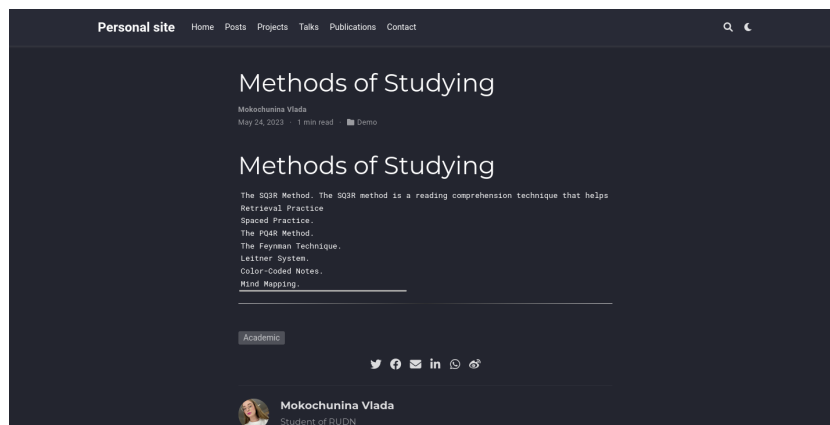 Personal site Home Posts Projects Talks Publications Contact
Methods of Studying
Mokochunina Vlada
May 24, 2023 · 1 min read · Demo
Methods of Studying
The SQ3R Method. The SQ3R method is a reading comprehension technique that helps
Retrieval Practice
Spaced Practice.
The PQ4R Method.
The Feynman Technique.
Leitner System.
Color-Coded Notes.
Mind Mapping.
Academic
Mokochunina Vlada
Student of RUDN